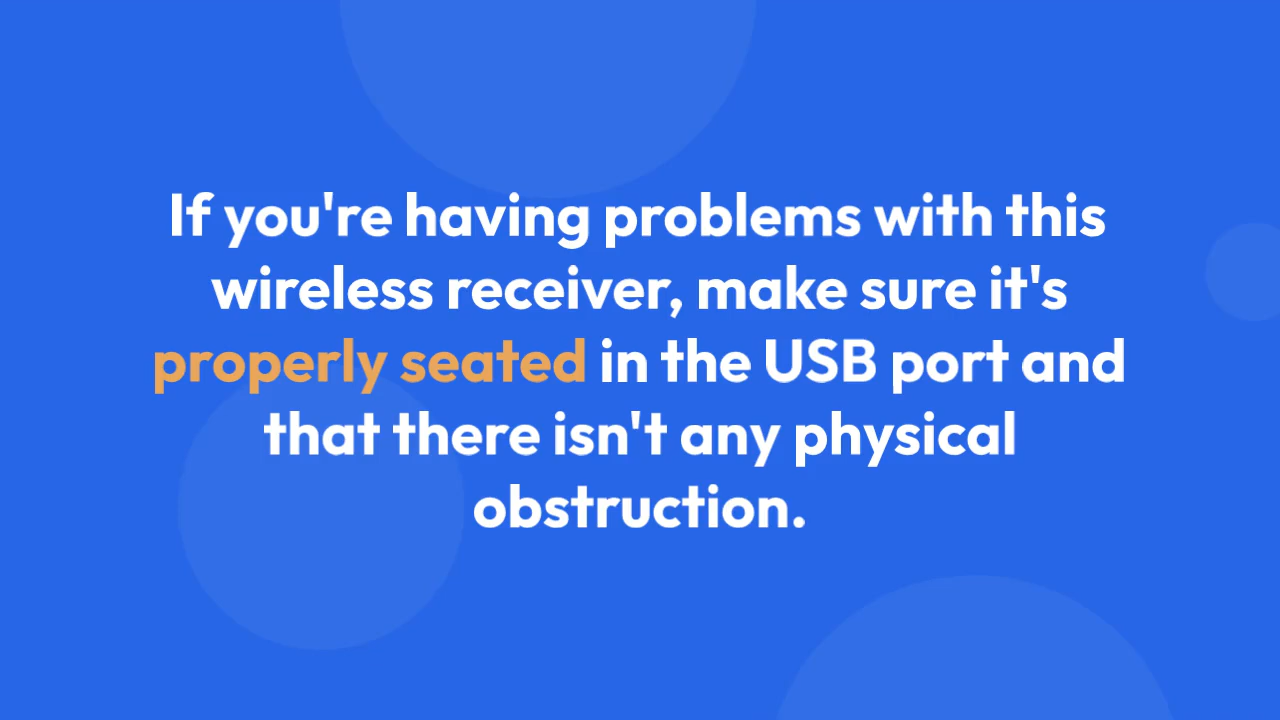 If you're having problems with this
wireless receiver, make sure it's
properly seated in the USB port and
that there isn't any physical
obstruction.